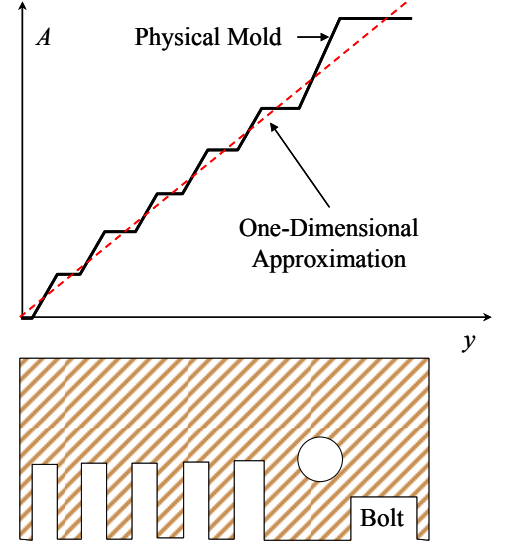 A
Physical Mold
One-Dimensional
Approximation
y
Bolt